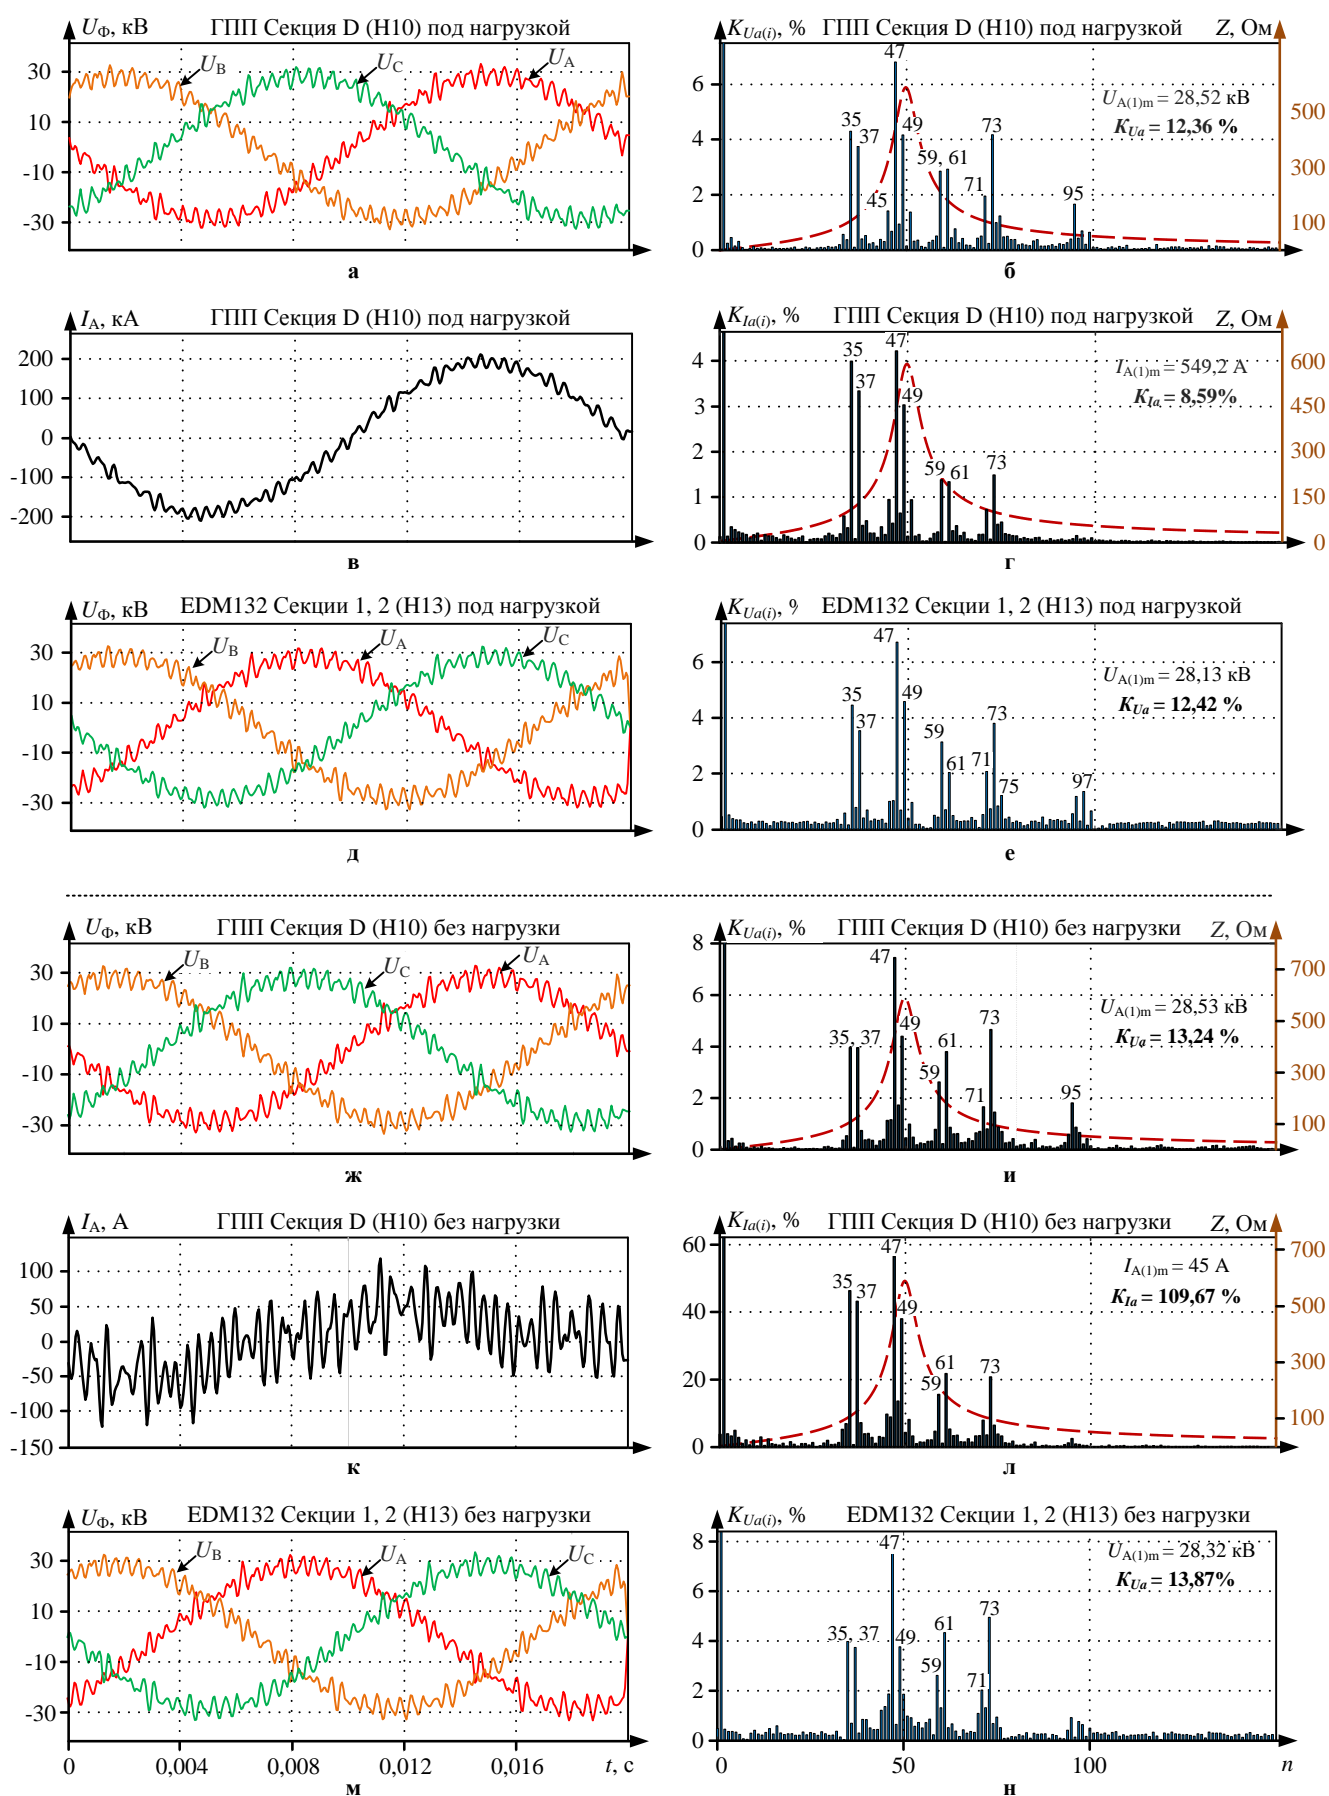 U_Ф, кВ ГПП Секция D (H10) под нагрузкой
30
10
-10
-30
U_B
U_C
U_A
а
K_Ua(i), % ГПП Секция D (H10) под нагрузкой Z, Ом
6
4
2
0
500
300
100
35
37
45
47
49
59, 61
71
73
95
U_A(1)m = 28,52 кВ
K_Ua = 12,36 %
б
I_A, кА ГПП Секция D (H10) под нагрузкой
200
100
0
-100
-200
в
K_Ia(i), % ГПП Секция D (H10) под нагрузкой Z, Ом
4
3
2
1
0
600
450
300
150
0
35
37
47
49
59
61
73
I_A(1)m = 549,2 А
K_Ia = 8,59%
г
U_Ф, кВ EDM132 Секции 1, 2 (H13) под нагрузкой
30
10
-10
-30
U_B
U_A
U_C
д
K_Ua(i), % EDM132 Секции 1, 2 (H13) под нагрузкой
6
4
2
0
35
37
47
49
59
61
71
73
75
97
U_A(1)m = 28,13 кВ
K_Ua = 12,42 %
е
U_Ф, кВ ГПП Секция D (H10) без нагрузки
30
10
-10
-30
U_B
U_C
U_A
ж
K_Ua(i), % ГПП Секция D (H10) без нагрузки Z, Ом
8
6
4
2
0
700
500
300
100
35, 37
47
49
59
61
71
73
95
U_A(1)m = 28,53 кВ
K_Ua = 13,24 %
и
I_A, А ГПП Секция D (H10) без нагрузки
100
50
0
-50
-100
-150
к
K_Ia(i), % ГПП Секция D (H10) без нагрузки Z, Ом
60
40
20
0
700
500
300
100
35
37
47
49
59
61
73
I_A(1)m = 45 А
K_Ia = 109,67 %
л
U_Ф, кВ EDM132 Секции 1, 2 (H13) без нагрузки
30
10
-10
-30
U_B
U_A
U_C
0 0,004 0,008 0,012 0,016 t, с
м
K_Ua(i), % EDM132 Секции 1, 2 (H13) без нагрузки
8
6
4
2
0
35, 37
47
49
59
61
71
73
U_A(1)m = 28,32 кВ
K_Ua = 13,87%
0 50 100 n
н